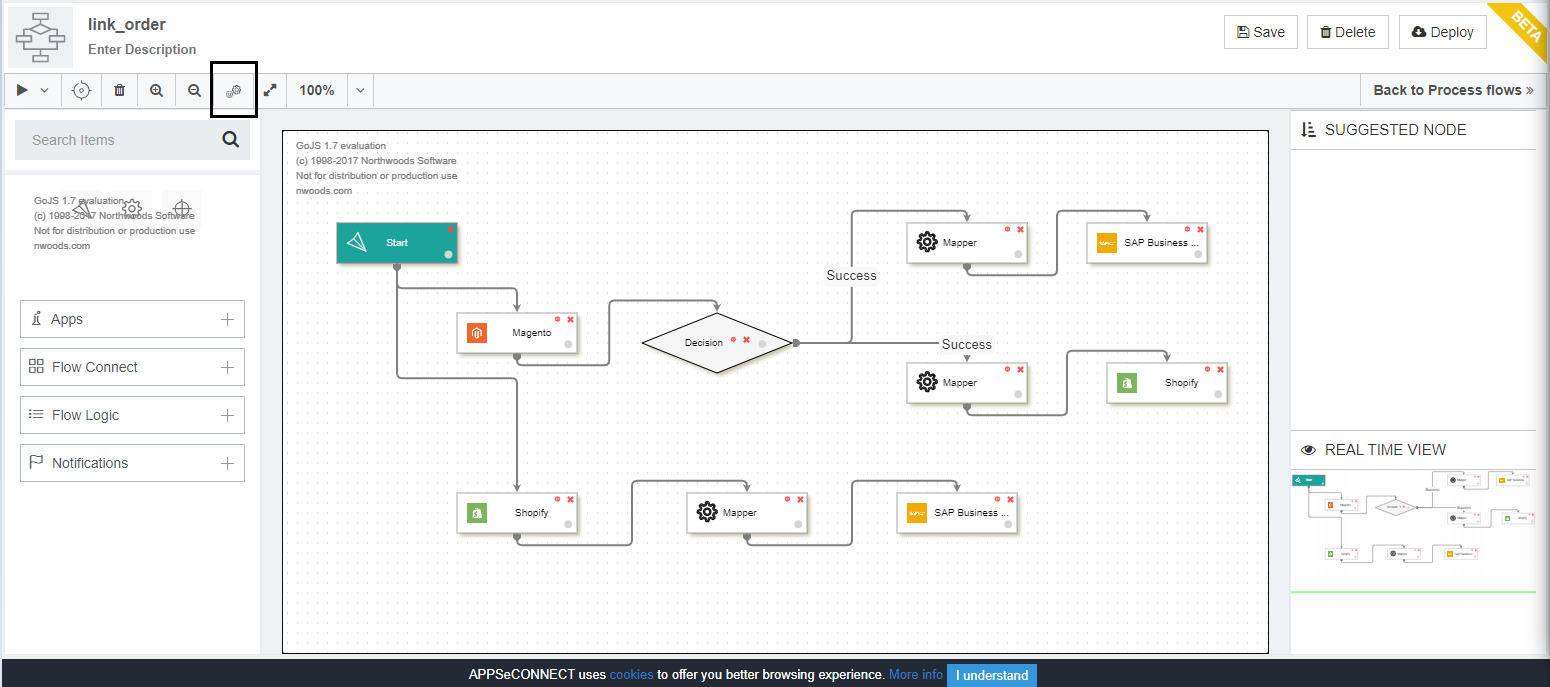 link_order
Enter Description
Save
Delete
Deploy
BETA
100%
Back to Process flows »
Search Items
GoJS 1.7 evaluation
(c) 1998-2017 Northwoods Software
Not for distribution or production use
nwoods.com
Apps
Flow Connect
Flow Logic
Notifications
GoJS 1.7 evaluation
(c) 1998-2017 Northwoods Software
Not for distribution or production use
nwoods.com
Start
Magento
Decision
Success
Mapper
SAP Business ...
Success
Mapper
Shopify
Shopify
Mapper
SAP Business ...
SUGGESTED NODE
REAL TIME VIEW
APPSeCONNECT uses cookies to offer you better browsing experience. More info I understand